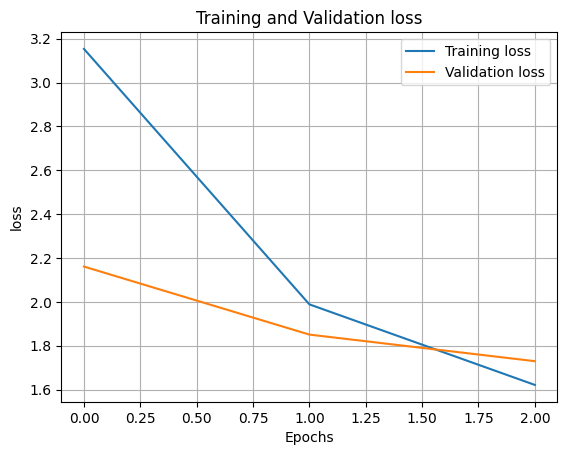 Training and Validation loss
3.2
3.0
2.8
2.6
2.4
2.2
2.0
1.8
1.6
loss
Training loss
Validation loss
0.00 0.25 0.50 0.75 1.00 1.25 1.50 1.75 2.00
Epochs